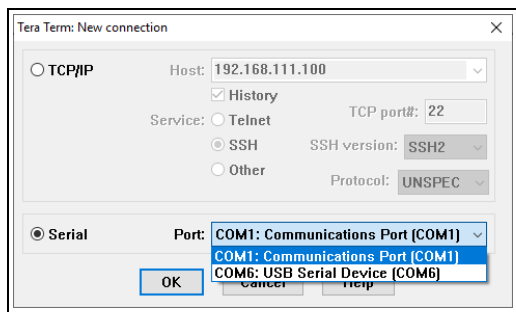 Tera Term: New connection
TCP/IP
Host: 192.168.111.100
History
Service: Telnet
TCP port#: 22
SSH
SSH version: SSH2
Other
Protocol: UNSPEC
Serial
Port: COM1: Communications Port (COM1)
COM1: Communications Port (COM1)
COM6: USB Serial Device (COM6)
OK Cancel Help